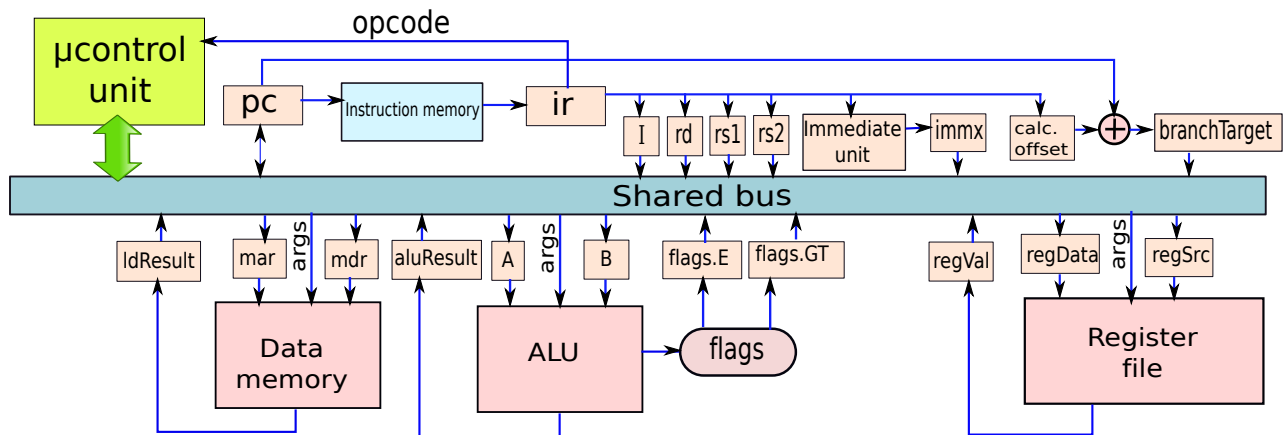 opcode
μcontrol
unit
pc
Instruction memory
ir
I
rd
rs1
rs2
Immediate
unit
immx
calc.
offset
+
branchTarget
Shared bus
ldResult
mar
args
mdr
aluResult
A
args
B
flags.E
flags.GT
regVal
regData
args
regSrc
Data
memory
ALU
flags
Register
file